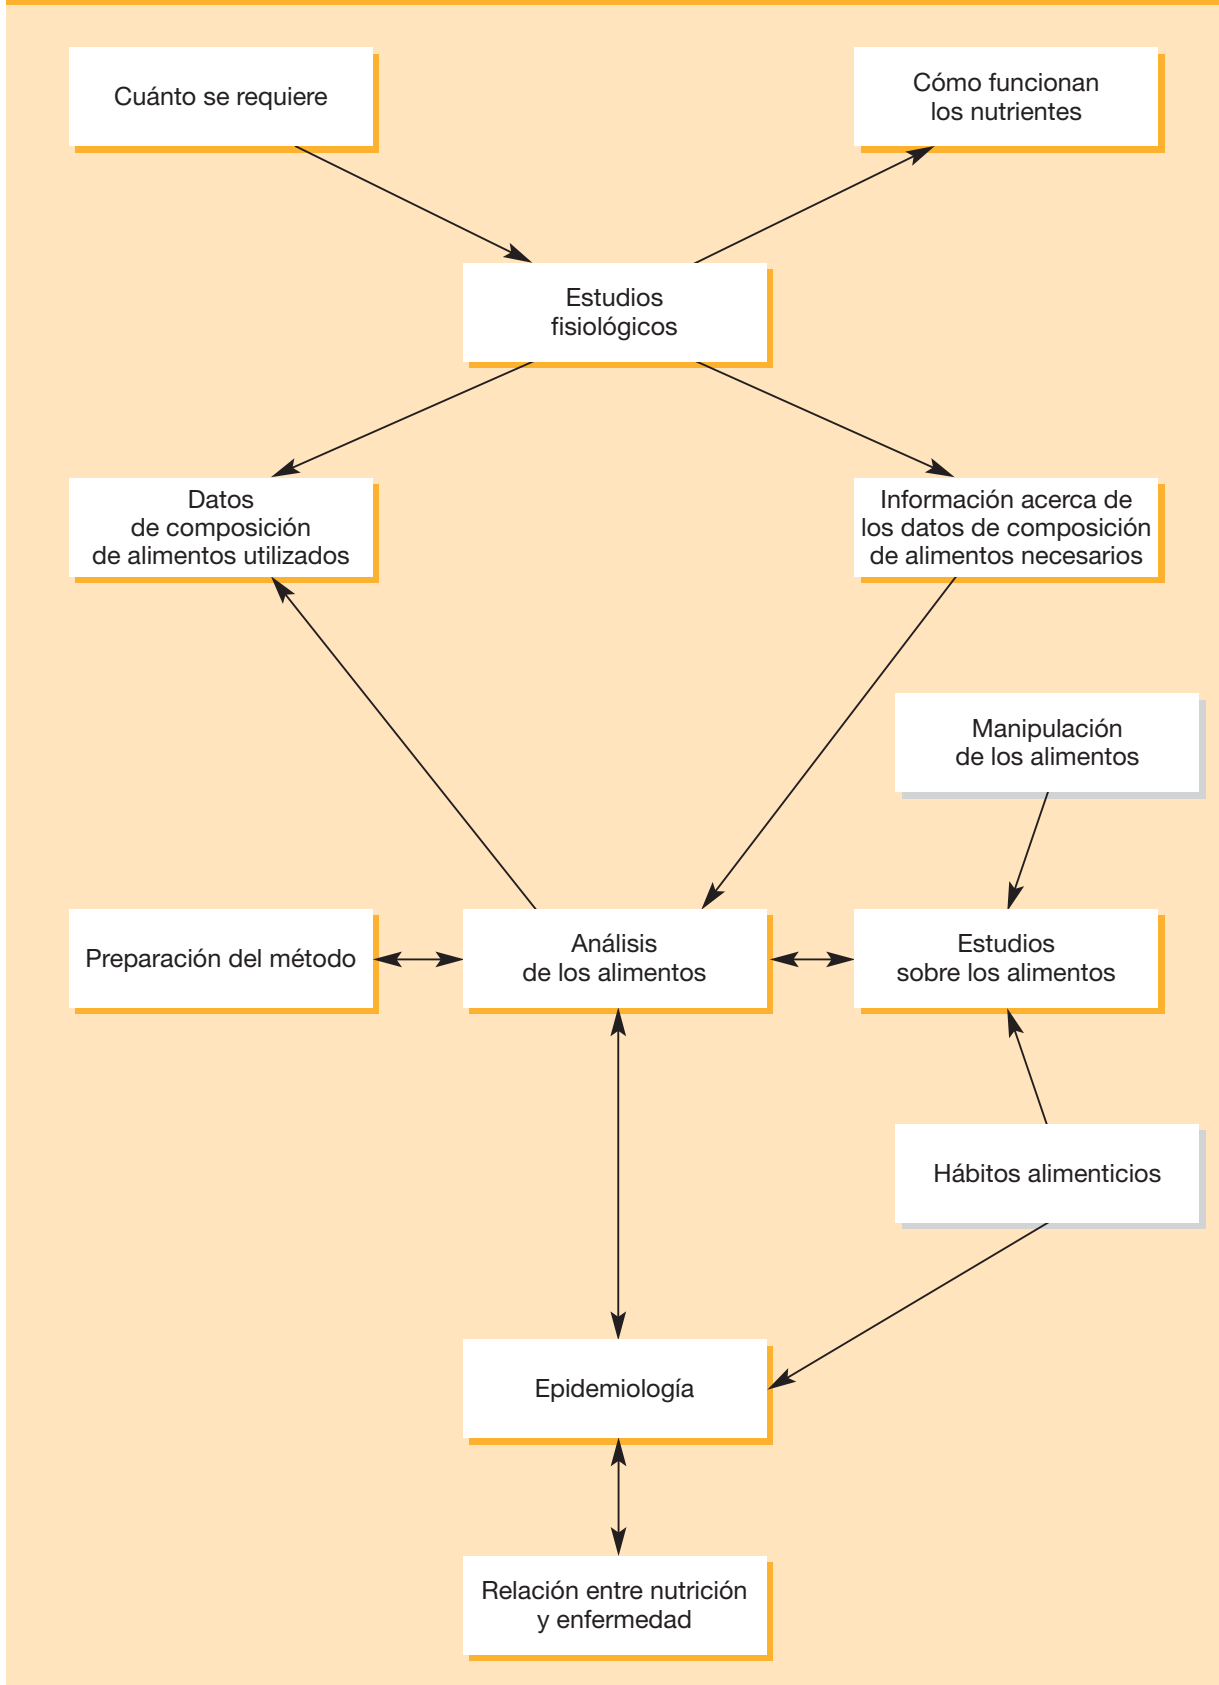 Cuánto se requiere
Cómo funcionan
los nutrientes
Estudios
fisiológicos
Datos
de composición
de alimentos utilizados
Información acerca de
los datos de composición
de alimentos necesarios
Manipulación
de los alimentos
Preparación del método
Análisis
de los alimentos
Estudios
sobre los alimentos
Hábitos alimenticios
Epidemiología
Relación entre nutrición
y enfermedad